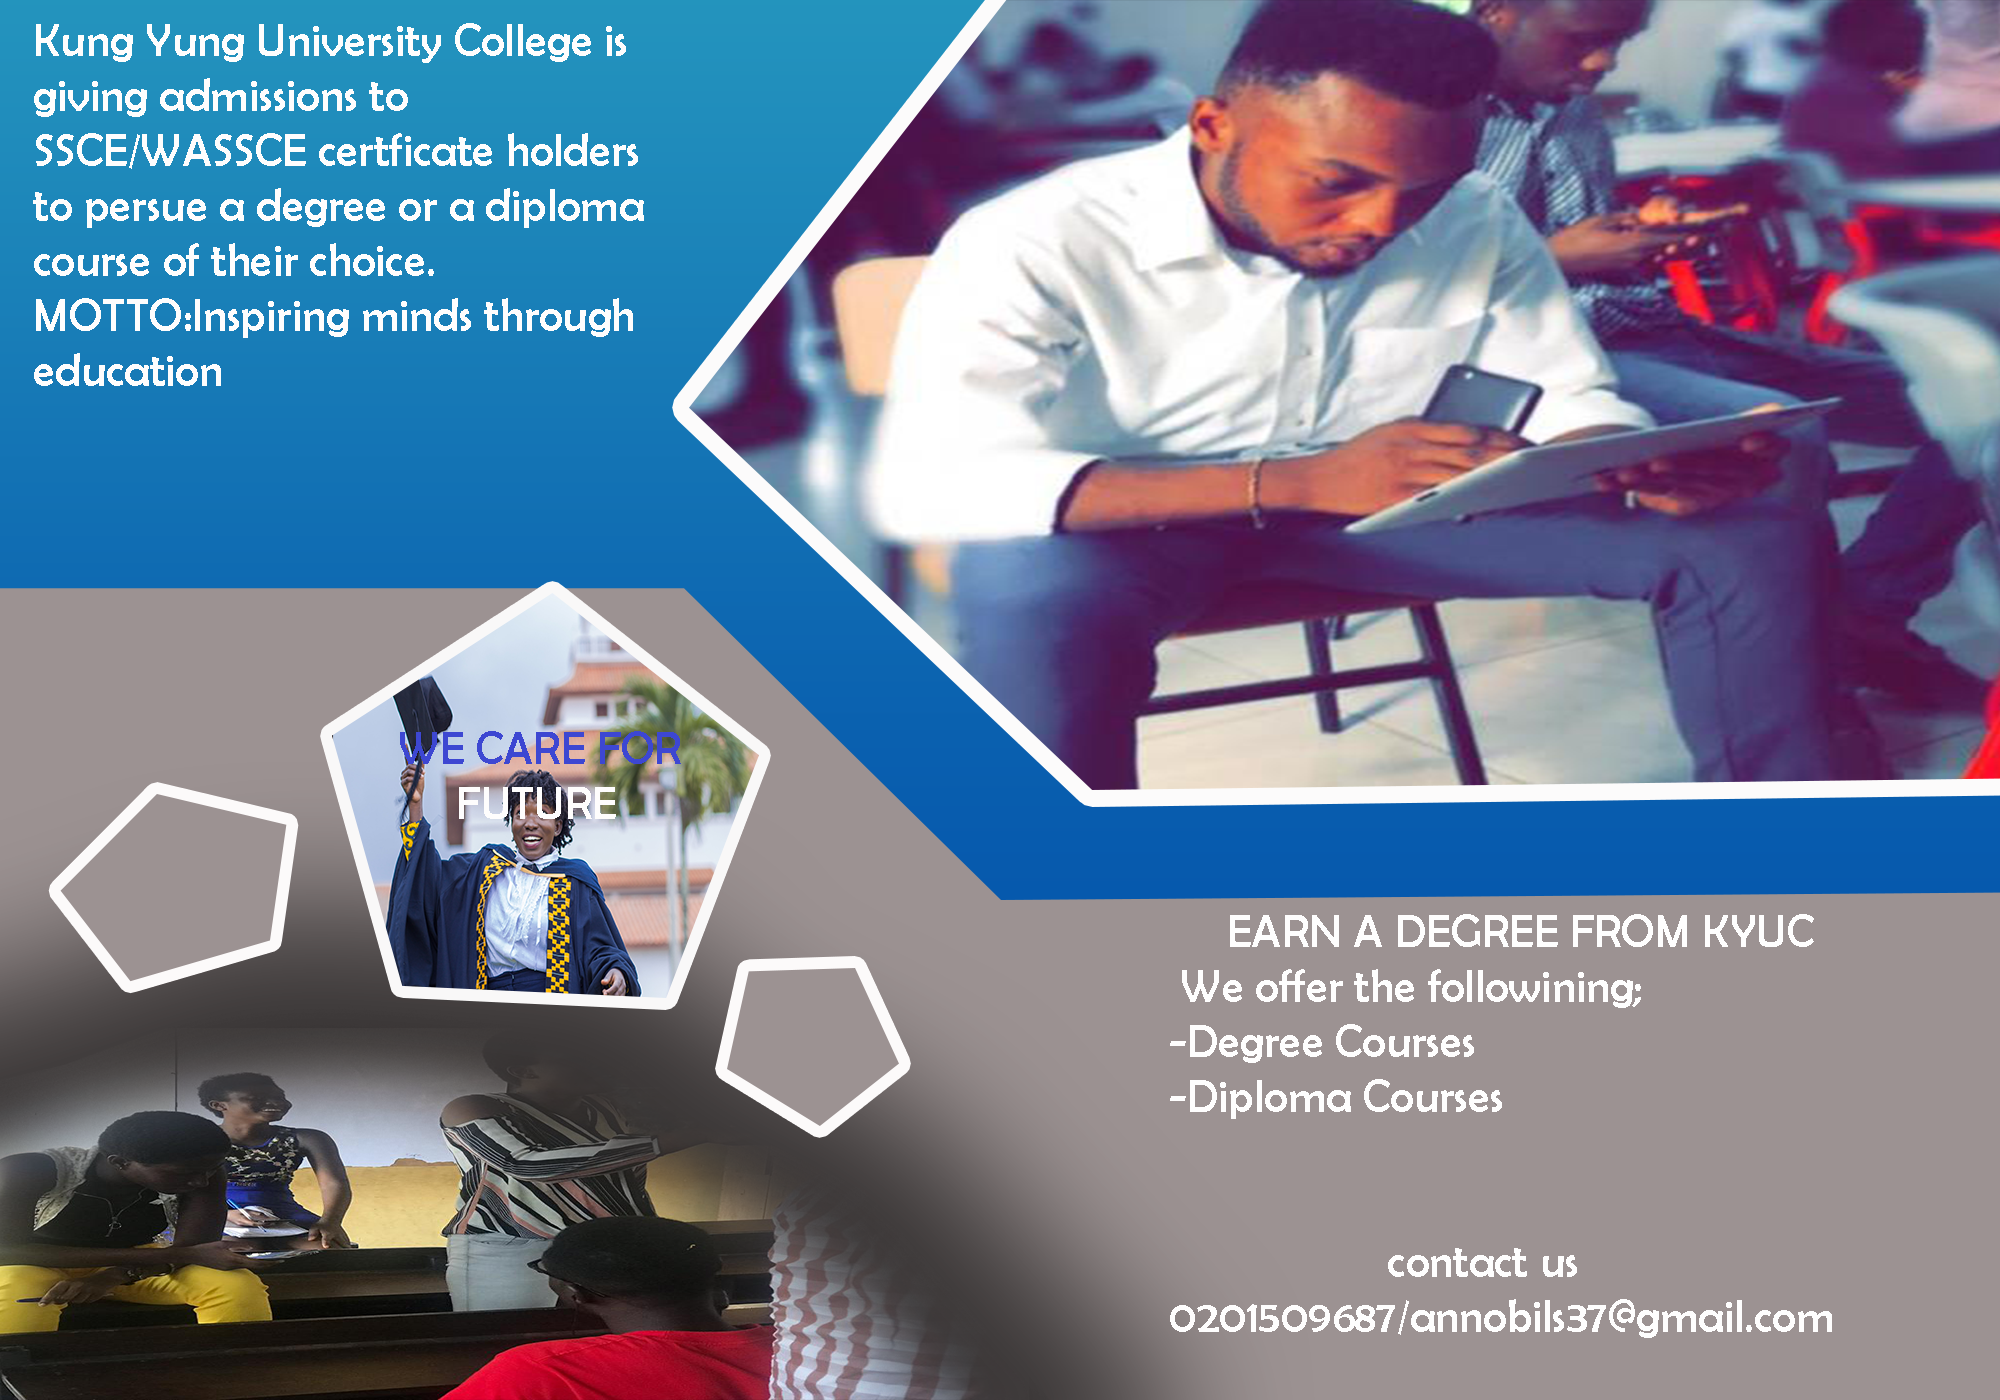 Kung Yung University College is
giving admissions to
SSCE/WASSCE certficate holders
to persue a degree or a diploma
course of their choice.
MOTTO:Inspiring minds through
education
WE CARE FOR
FUTURE
EARN A DEGREE FROM KYUC
We offer the followining;
-Degree Courses
-Diploma Courses
contact us
0201509687/annobils37@gmail.com